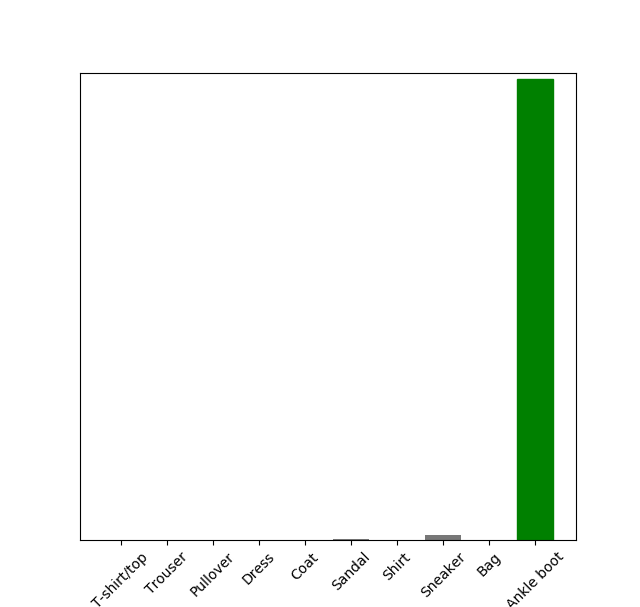 T-shirt/top
Trouser
Pullover
Dress
Coat
Sandal
Shirt
Sneaker
Bag
Ankle boot